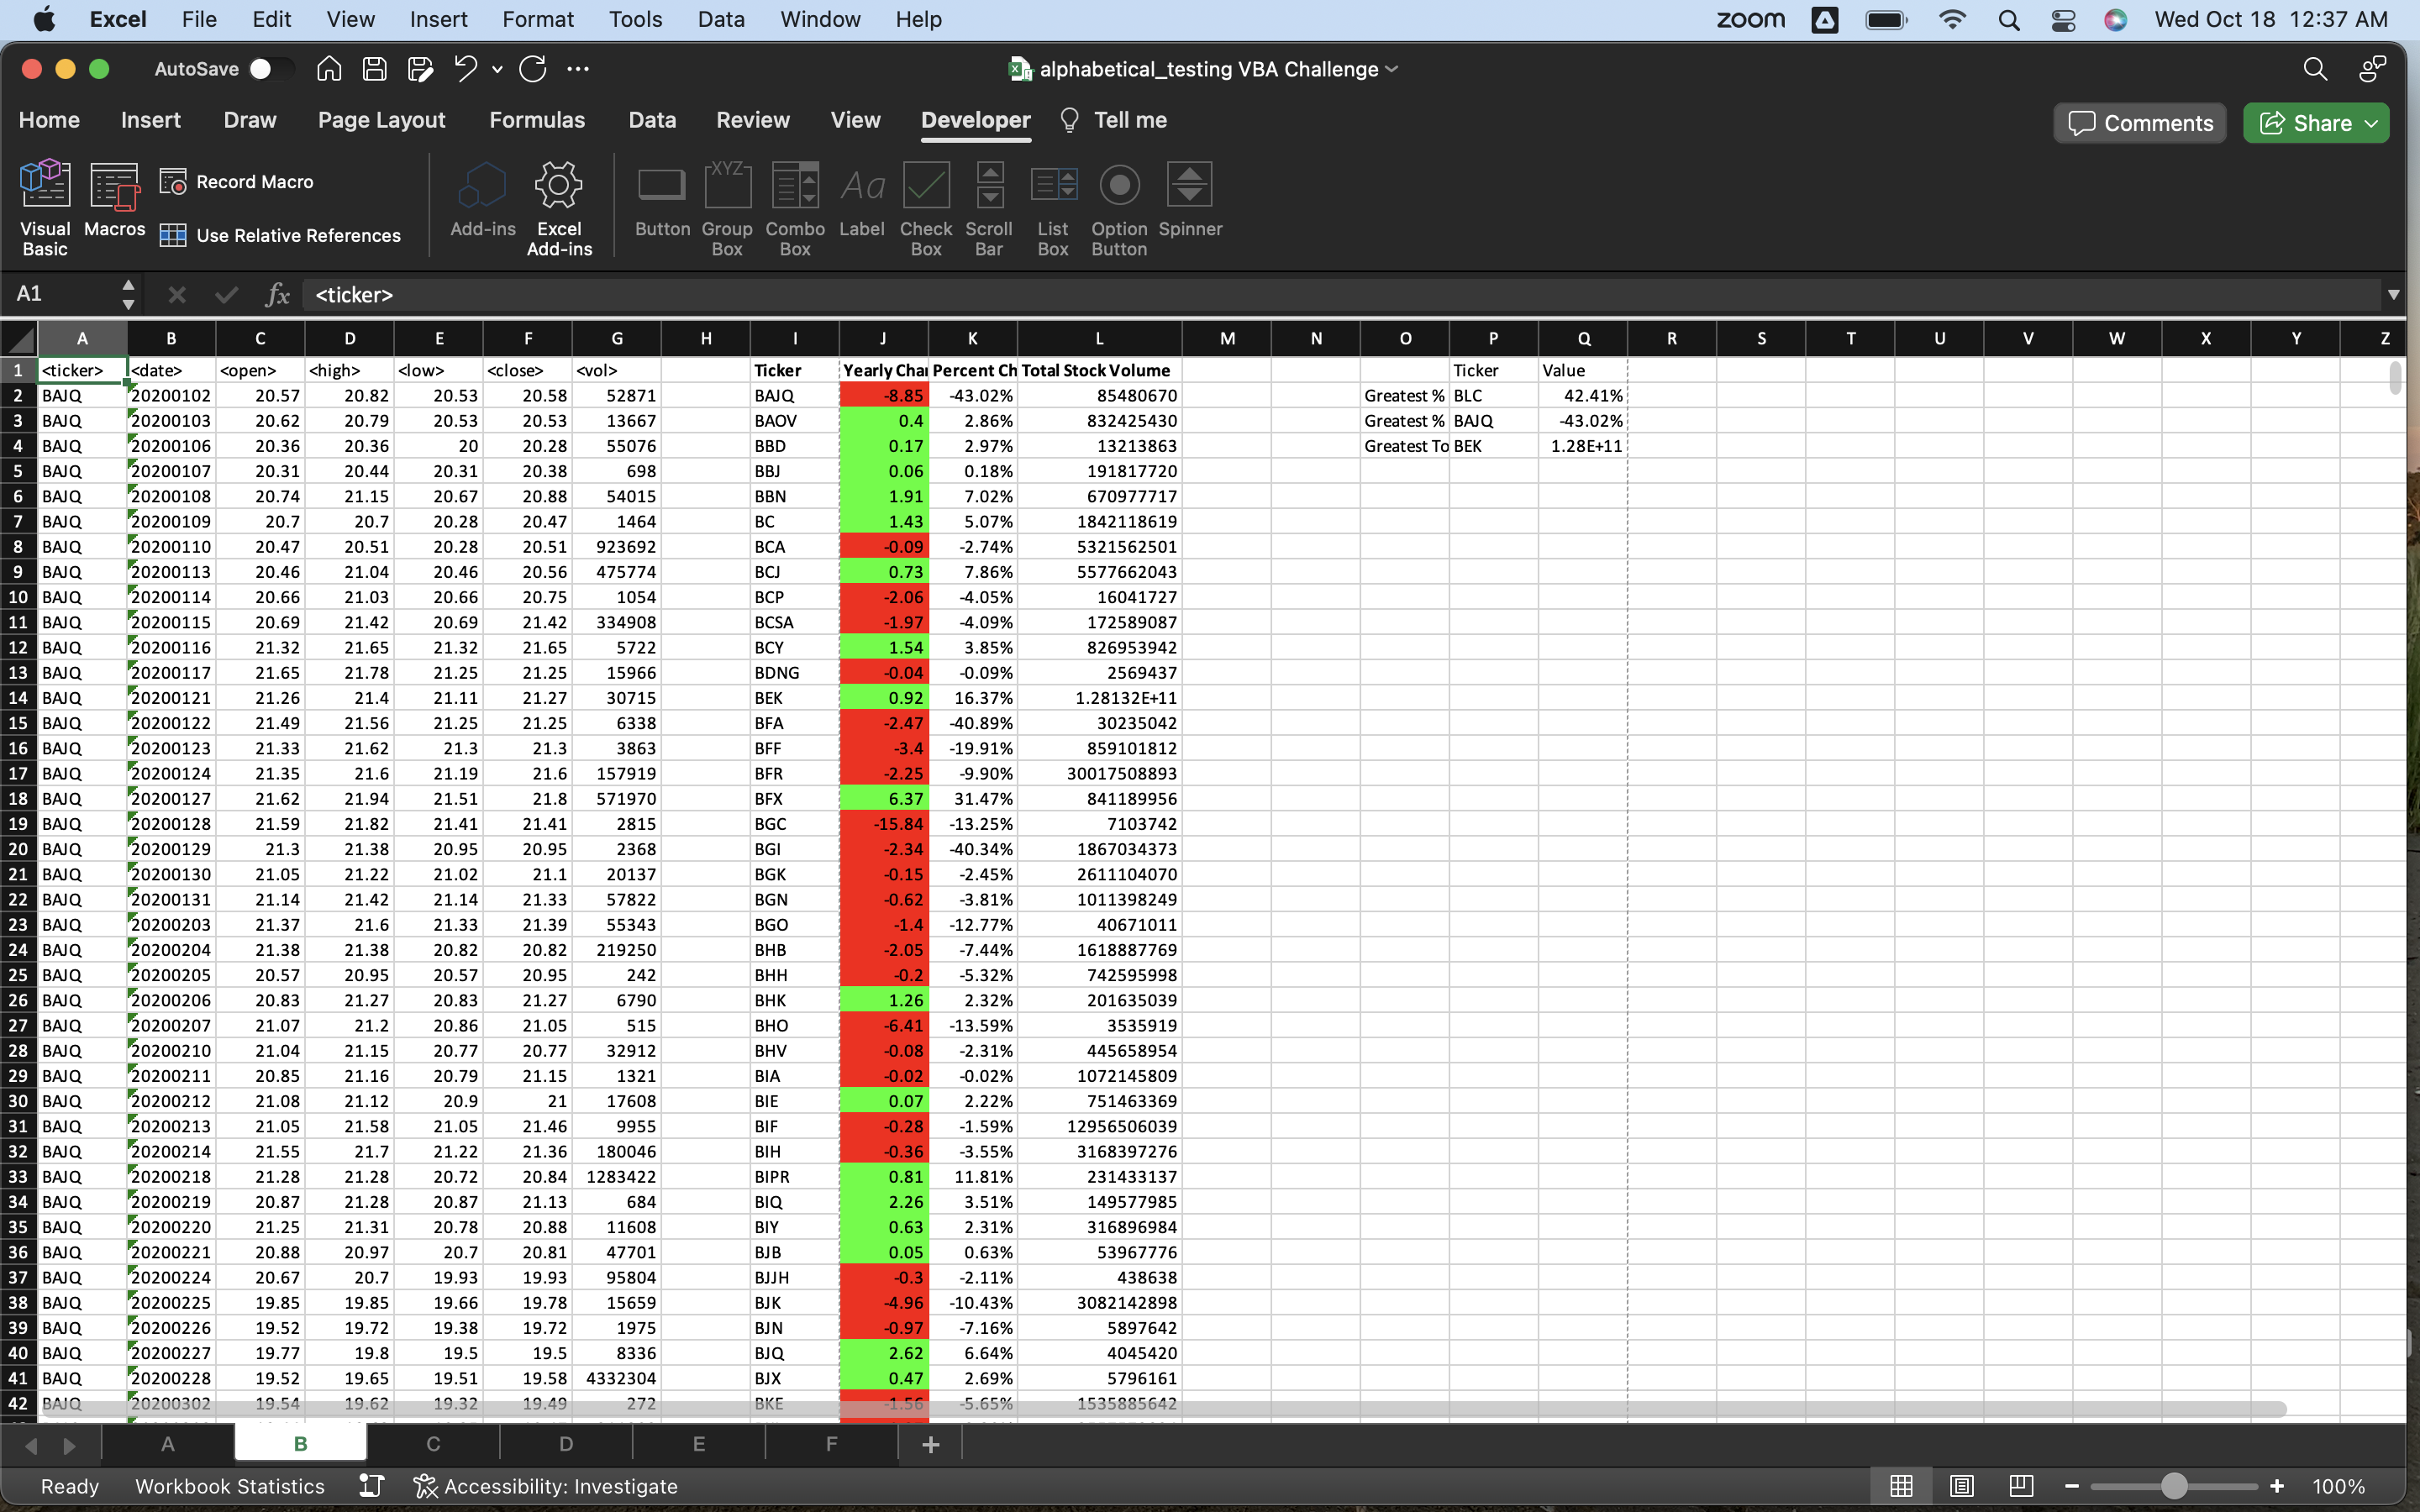 Excel File Edit View Insert Format Tools Data Window Help zoom Wed Oct 18 12:37 AM
AutoSave alphabetical_testing VBA Challenge
Home Insert Draw Page Layout Formulas Data Review View Developer Tell me Comments Share
Visual Basic Macros Record Macro Use Relative References Add-ins Excel Add-ins Button Group Box Combo Box Label Check Box Scroll Bar List Box Option Button Spinner
XYZ Aa
A1 fx <ticker>
A B C D E F G H I J K L M N O P Q R S T U V W X Y Z
1 <ticker> <date> <open> <high> <low> <close> <vol> Ticker Yearly Chan Percent Ch Total Stock Volume Ticker Value
2 BAJQ 20200102 20.57 20.82 20.53 20.58 52871 BAJQ -8.85 -43.02% 85480670 Greatest % BLC 42.41%
3 BAJQ 20200103 20.62 20.79 20.53 20.53 13667 BAOV 0.4 2.86% 832425430 Greatest % BAJQ -43.02%
4 BAJQ 20200106 20.36 20.36 20 20.28 55076 BBD 0.17 2.97% 13213863 Greatest To BEK 1.28E+11
5 BAJQ 20200107 20.31 20.44 20.31 20.38 698 BBJ 0.06 0.18% 191817720
6 BAJQ 20200108 20.74 21.15 20.67 20.88 54015 BBN 1.91 7.02% 670977717
7 BAJQ 20200109 20.7 20.7 20.28 20.47 1464 BC 1.43 5.07% 1842118619
8 BAJQ 20200110 20.47 20.51 20.28 20.51 923692 BCA -0.09 -2.74% 5321562501
9 BAJQ 20200113 20.46 21.04 20.46 20.56 475774 BCJ 0.73 7.86% 5577662043
10 BAJQ 20200114 20.66 21.03 20.66 20.75 1054 BCP -2.06 -4.05% 16041727
11 BAJQ 20200115 20.69 21.42 20.69 21.42 334908 BCSA -1.97 -4.09% 172589087
12 BAJQ 20200116 21.32 21.65 21.32 21.65 5722 BCY 1.54 3.85% 826953942
13 BAJQ 20200117 21.65 21.78 21.25 21.25 15966 BDNG -0.04 -0.09% 2569437
14 BAJQ 20200121 21.26 21.4 21.11 21.27 30715 BEK 0.92 16.37% 1.28132E+11
15 BAJQ 20200122 21.49 21.56 21.25 21.25 6338 BFA -2.47 -40.89% 30235042
16 BAJQ 20200123 21.33 21.62 21.3 21.3 3863 BFF -3.4 -19.91% 859101812
17 BAJQ 20200124 21.35 21.6 21.19 21.6 157919 BFR -2.25 -9.90% 30017508893
18 BAJQ 20200127 21.62 21.94 21.51 21.8 571970 BFX 6.37 31.47% 841189956
19 BAJQ 20200128 21.59 21.82 21.41 21.41 2815 BGC -15.84 -13.25% 7103742
20 BAJQ 20200129 21.3 21.38 20.95 20.95 2368 BGI -2.34 -40.34% 1867034373
21 BAJQ 20200130 21.05 21.22 21.02 21.1 20137 BGK -0.15 -2.45% 2611104070
22 BAJQ 20200131 21.14 21.42 21.14 21.33 57822 BGN -0.62 -3.81% 1011398249
23 BAJQ 20200203 21.37 21.6 21.33 21.39 55343 BGO -1.4 -12.77% 40671011
24 BAJQ 20200204 21.38 21.38 20.82 20.82 219250 BHB -2.05 -7.44% 1618887769
25 BAJQ 20200205 20.57 20.95 20.57 20.95 242 BHH -0.2 -5.32% 742595998
26 BAJQ 20200206 20.83 21.27 20.83 21.27 6790 BHK 1.26 2.32% 201635039
27 BAJQ 20200207 21.07 21.2 20.86 21.05 515 BHO -6.41 -13.59% 3535919
28 BAJQ 20200210 21.04 21.15 20.77 20.77 32912 BHV -0.08 -2.31% 445658954
29 BAJQ 20200211 20.85 21.16 20.79 21.15 1321 BIA -0.02 -0.02% 1072145809
30 BAJQ 20200212 21.08 21.12 20.9 21 17608 BIE 0.07 2.22% 751463369
31 BAJQ 20200213 21.05 21.58 21.05 21.46 9955 BIF -0.28 -1.59% 12956506039
32 BAJQ 20200214 21.55 21.7 21.22 21.36 180046 BIH -0.36 -3.55% 3168397276
33 BAJQ 20200218 21.28 21.28 20.72 20.84 1283422 BIPR 0.81 11.81% 231433137
34 BAJQ 20200219 20.87 21.28 20.87 21.13 684 BIQ 2.26 3.51% 149577985
35 BAJQ 20200220 21.25 21.31 20.78 20.88 11608 BIY 0.63 2.31% 316896984
36 BAJQ 20200221 20.88 20.97 20.7 20.81 47701 BJB 0.05 0.63% 53967776
37 BAJQ 20200224 20.67 20.7 19.93 19.93 95804 BJJH -0.3 -2.11% 438638
38 BAJQ 20200225 19.85 19.85 19.66 19.78 15659 BJK -4.96 -10.43% 3082142898
39 BAJQ 20200226 19.52 19.72 19.38 19.72 1975 BJN -0.97 -7.16% 5897642
40 BAJQ 20200227 19.77 19.8 19.5 19.5 8336 BJQ 2.62 6.64% 4045420
41 BAJQ 20200228 19.52 19.65 19.51 19.58 4332304 BJX 0.47 2.69% 5796161
42 BAJQ 20200302 19.54 19.62 19.32 19.49 272 BKE -1.56 -5.65% 1535885642
A B C D E F +
Ready Workbook Statistics Accessibility: Investigate 100%